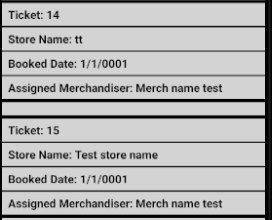 Ticket: 14
Store Name: tt
Booked Date: 1/1/0001
Assigned Merchandiser: Merch name test
Ticket: 15
Store Name: Test store name
Booked Date: 1/1/0001
Assigned Merchandiser: Merch name test